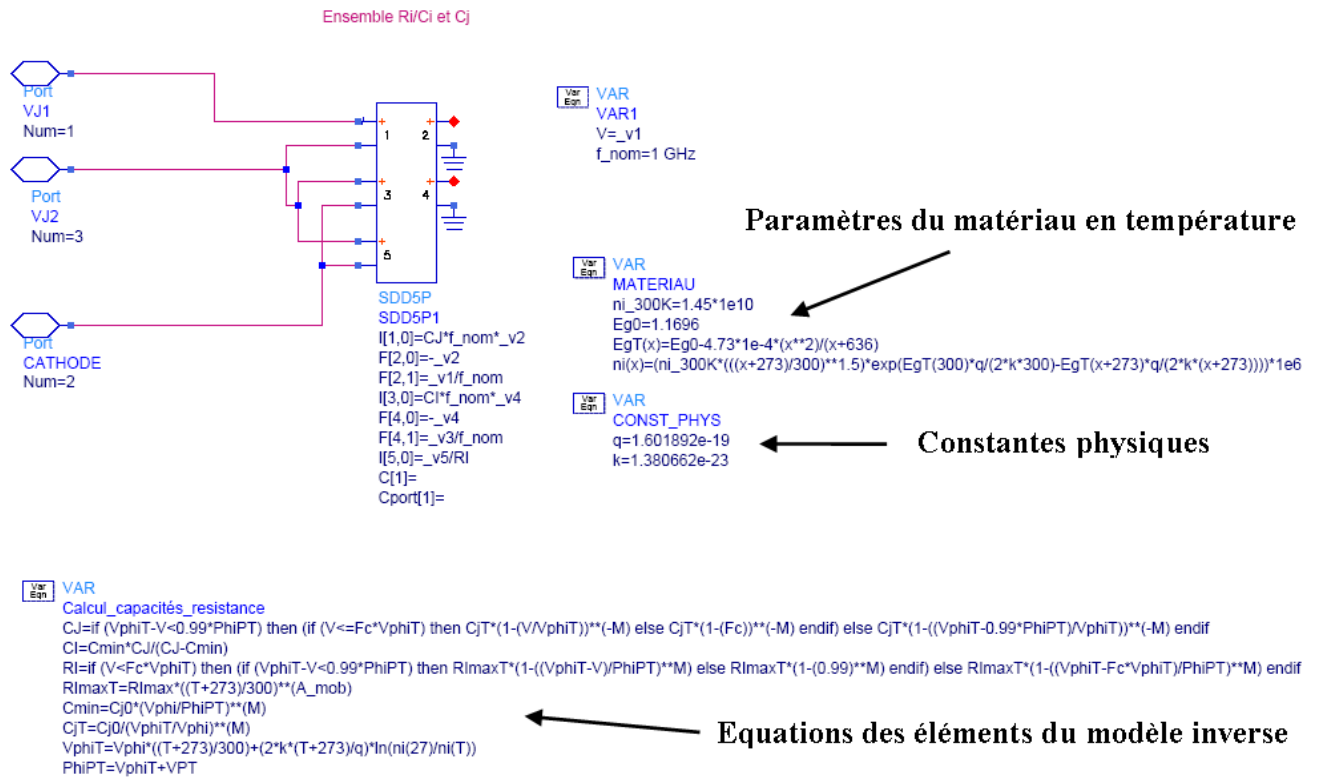 Ensemble Ri/Ci et Cj
Port
VJ1
Num=1
Port
VJ2
Num=3
Port
CATHODE
Num=2
1
2
3
4
5
SDD5P
SDD5P1
I[1,0]=CJ*f_nom*_v2
F[2,0]=-_v2
F[2,1]=_v1/f_nom
I[3,0]=CI*f_nom*_v4
F[4,0]=-_v4
F[4,1]=_v3/f_nom
I[5,0]=_v5/RI
C[1]=
Cport[1]=
Var
Eqn
VAR
VAR1
V=_v1
f_nom=1 GHz
Paramètres du matériau en température
Var
Eqn
VAR
MATERIAU
ni_300K=1.45*1e10
Eg0=1.1696
EgT(x)=Eg0-4.73*1e-4*(x**2)/(x+636)
ni(x)=(ni_300K*(((x+273)/300)**1.5)*exp(EgT(300)*q/(2*k*300)-EgT(x+273)*q/(2*k*(x+273))))*1e6
Var
Eqn
VAR
CONST_PHYS
q=1.601892e-19
k=1.380662e-23
Constantes physiques
Var
Eqn
VAR
Calcul_capacités_resistance
CJ=if (VphiT-V<0.99*PhiPT) then (if (V<=Fc*VphiT) then CjT*(1-(V/VphiT))**(-M) else CjT*(1-(Fc))**(-M) endif) else CjT*(1-((VphiT-0.99*PhiPT)/VphiT))**(-M) endif
CI=Cmin*CJ/(CJ-Cmin)
RI=if (V<Fc*VphiT) then (if (VphiT-V<0.99*PhiPT) then RImaxT*(1-((VphiT-V)/PhiPT)**M) else RImaxT*(1-(0.99)**M) endif) else RImaxT*(1-((VphiT-Fc*VphiT)/PhiPT)**M) endif
RImaxT=RImax*((T+273)/300)**(A_mob)
Cmin=Cj0*(Vphi/PhiPT)**(M)
CjT=Cj0/(VphiT/Vphi)**(M)
VphiT=Vphi*((T+273)/300)+(2*k*(T+273)/q)*ln(ni(27)/ni(T))
PhiPT=VphiT+VPT
Equations des éléments du modèle inverse